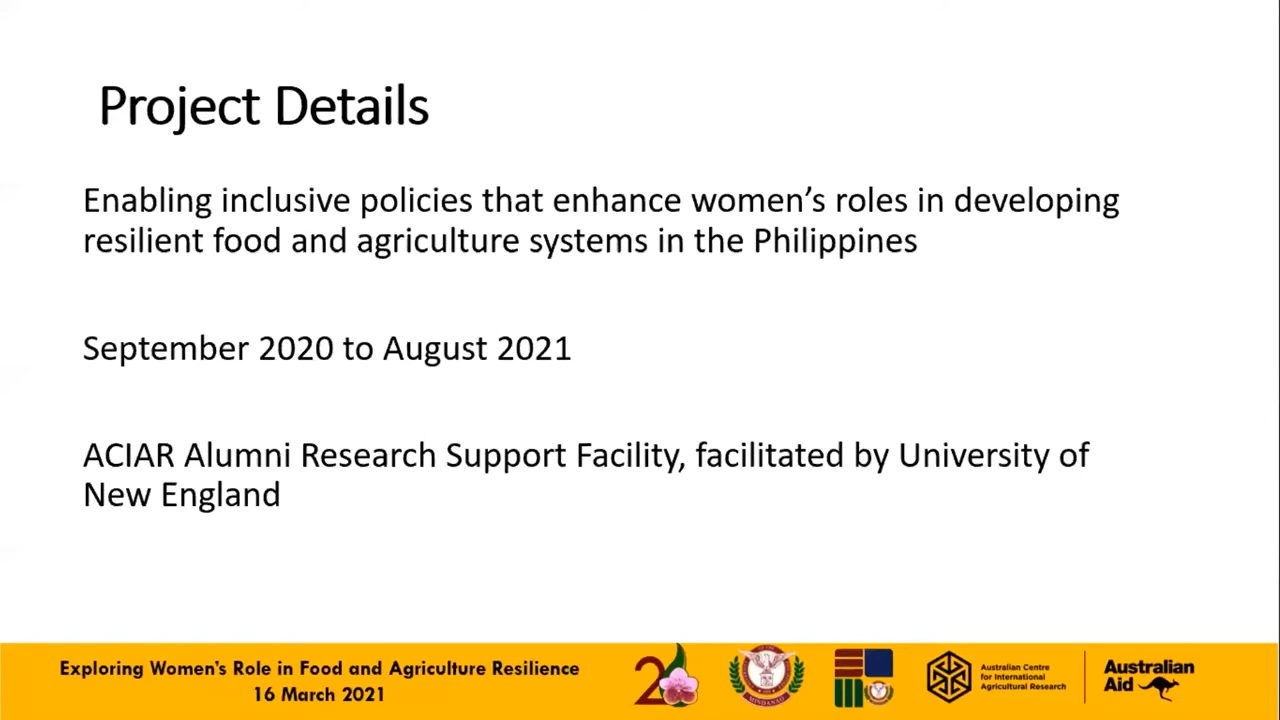 Project Details
Enabling inclusive policies that enhance women’s roles in developing
resilient food and agriculture systems in the Philippines
September 2020 to August 2021
ACIAR Alumni Research Support Facility, facilitated by University of
New England
Exploring Women’s Role in Food and Agriculture Resilience
16 March 2021
2
MINDANAO
Australian Centre
for International
Agricultural Research
Australian
Aid